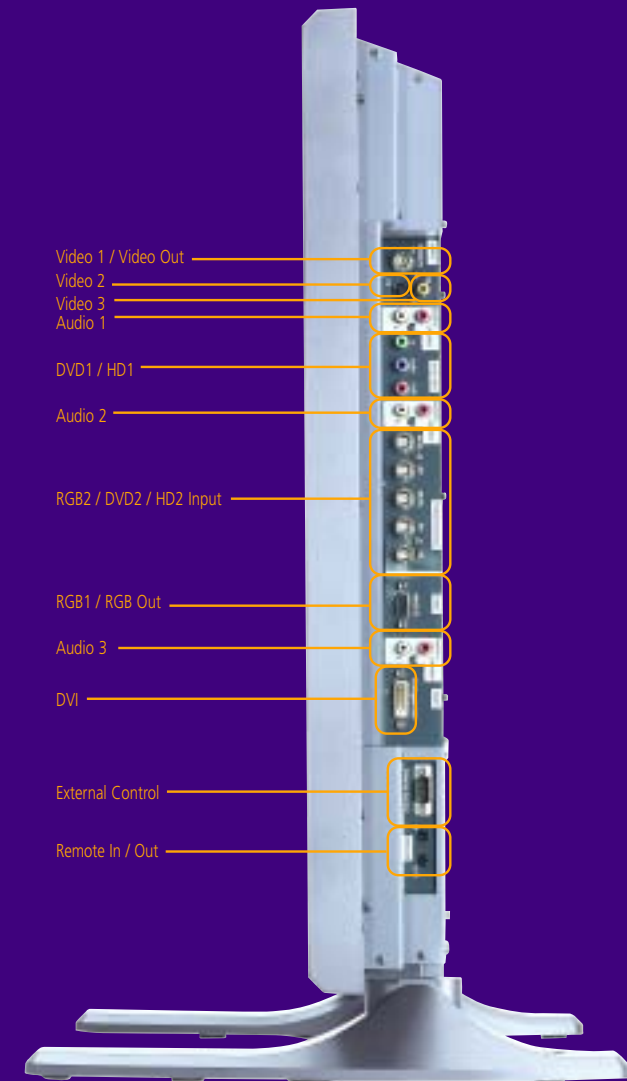 Video 1 / Video Out
Video 2
Video 3
Audio 1
DVD1 / HD1
Audio 2
RGB2 / DVD2 / HD2 Input
RGB1 / RGB Out
Audio 3
DVI
External Control
Remote In / Out